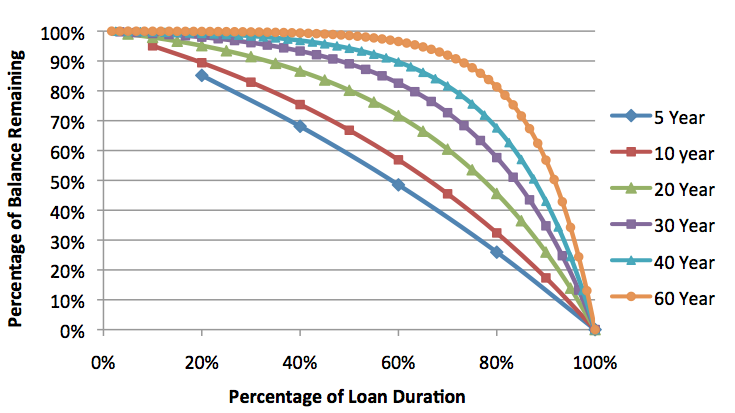 Percentage of Balance Remaining
100%
90%
80%
70%
60%
50%
40%
30%
20%
10%
0%
0% 20% 40% 60% 80% 100%
Percentage of Loan Duration
5 Year
10 year
20 Year
30 Year
40 Year
60 Year